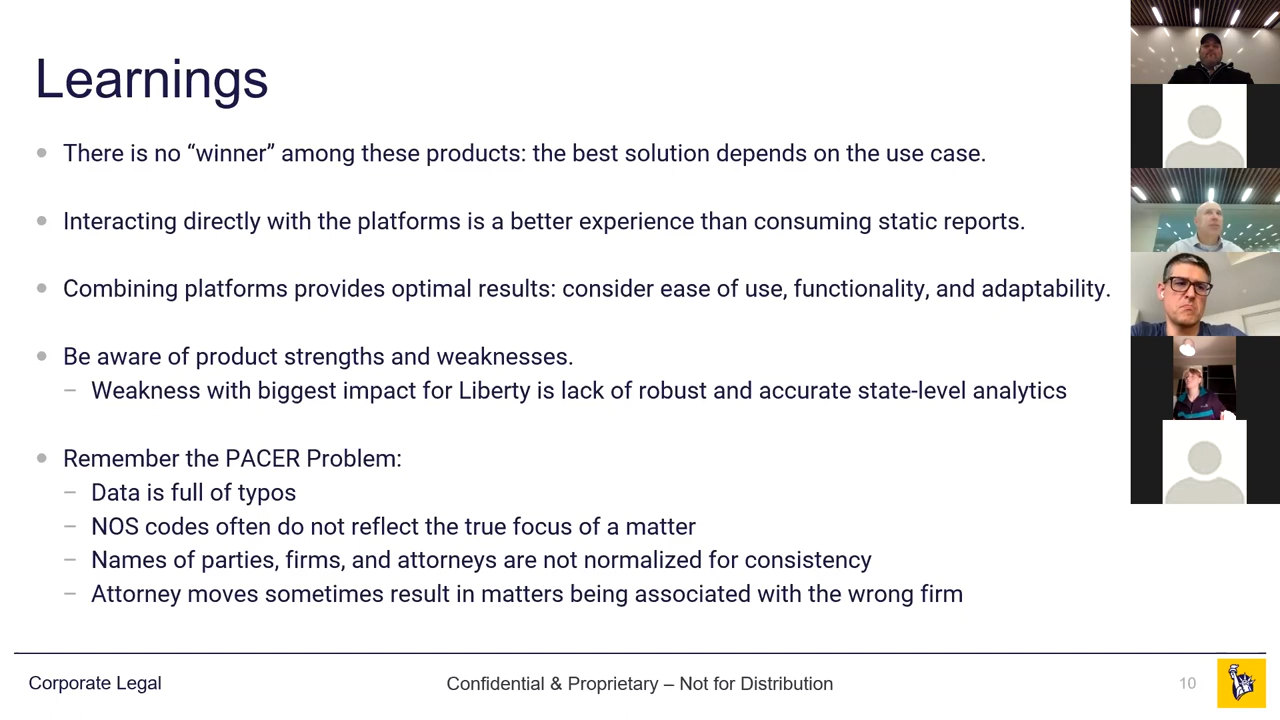 Learnings
There is no “winner” among these products: the best solution depends on the use case.
Interacting directly with the platforms is a better experience than consuming static reports.
Combining platforms provides optimal results: consider ease of use, functionality, and adaptability.
Be aware of product strengths and weaknesses.
– Weakness with biggest impact for Liberty is lack of robust and accurate state-level analytics
Remember the PACER Problem:
– Data is full of typos
– NOS codes often do not reflect the true focus of a matter
– Names of parties, firms, and attorneys are not normalized for consistency
– Attorney moves sometimes result in matters being associated with the wrong firm
Corporate Legal
Confidential & Proprietary – Not for Distribution
10